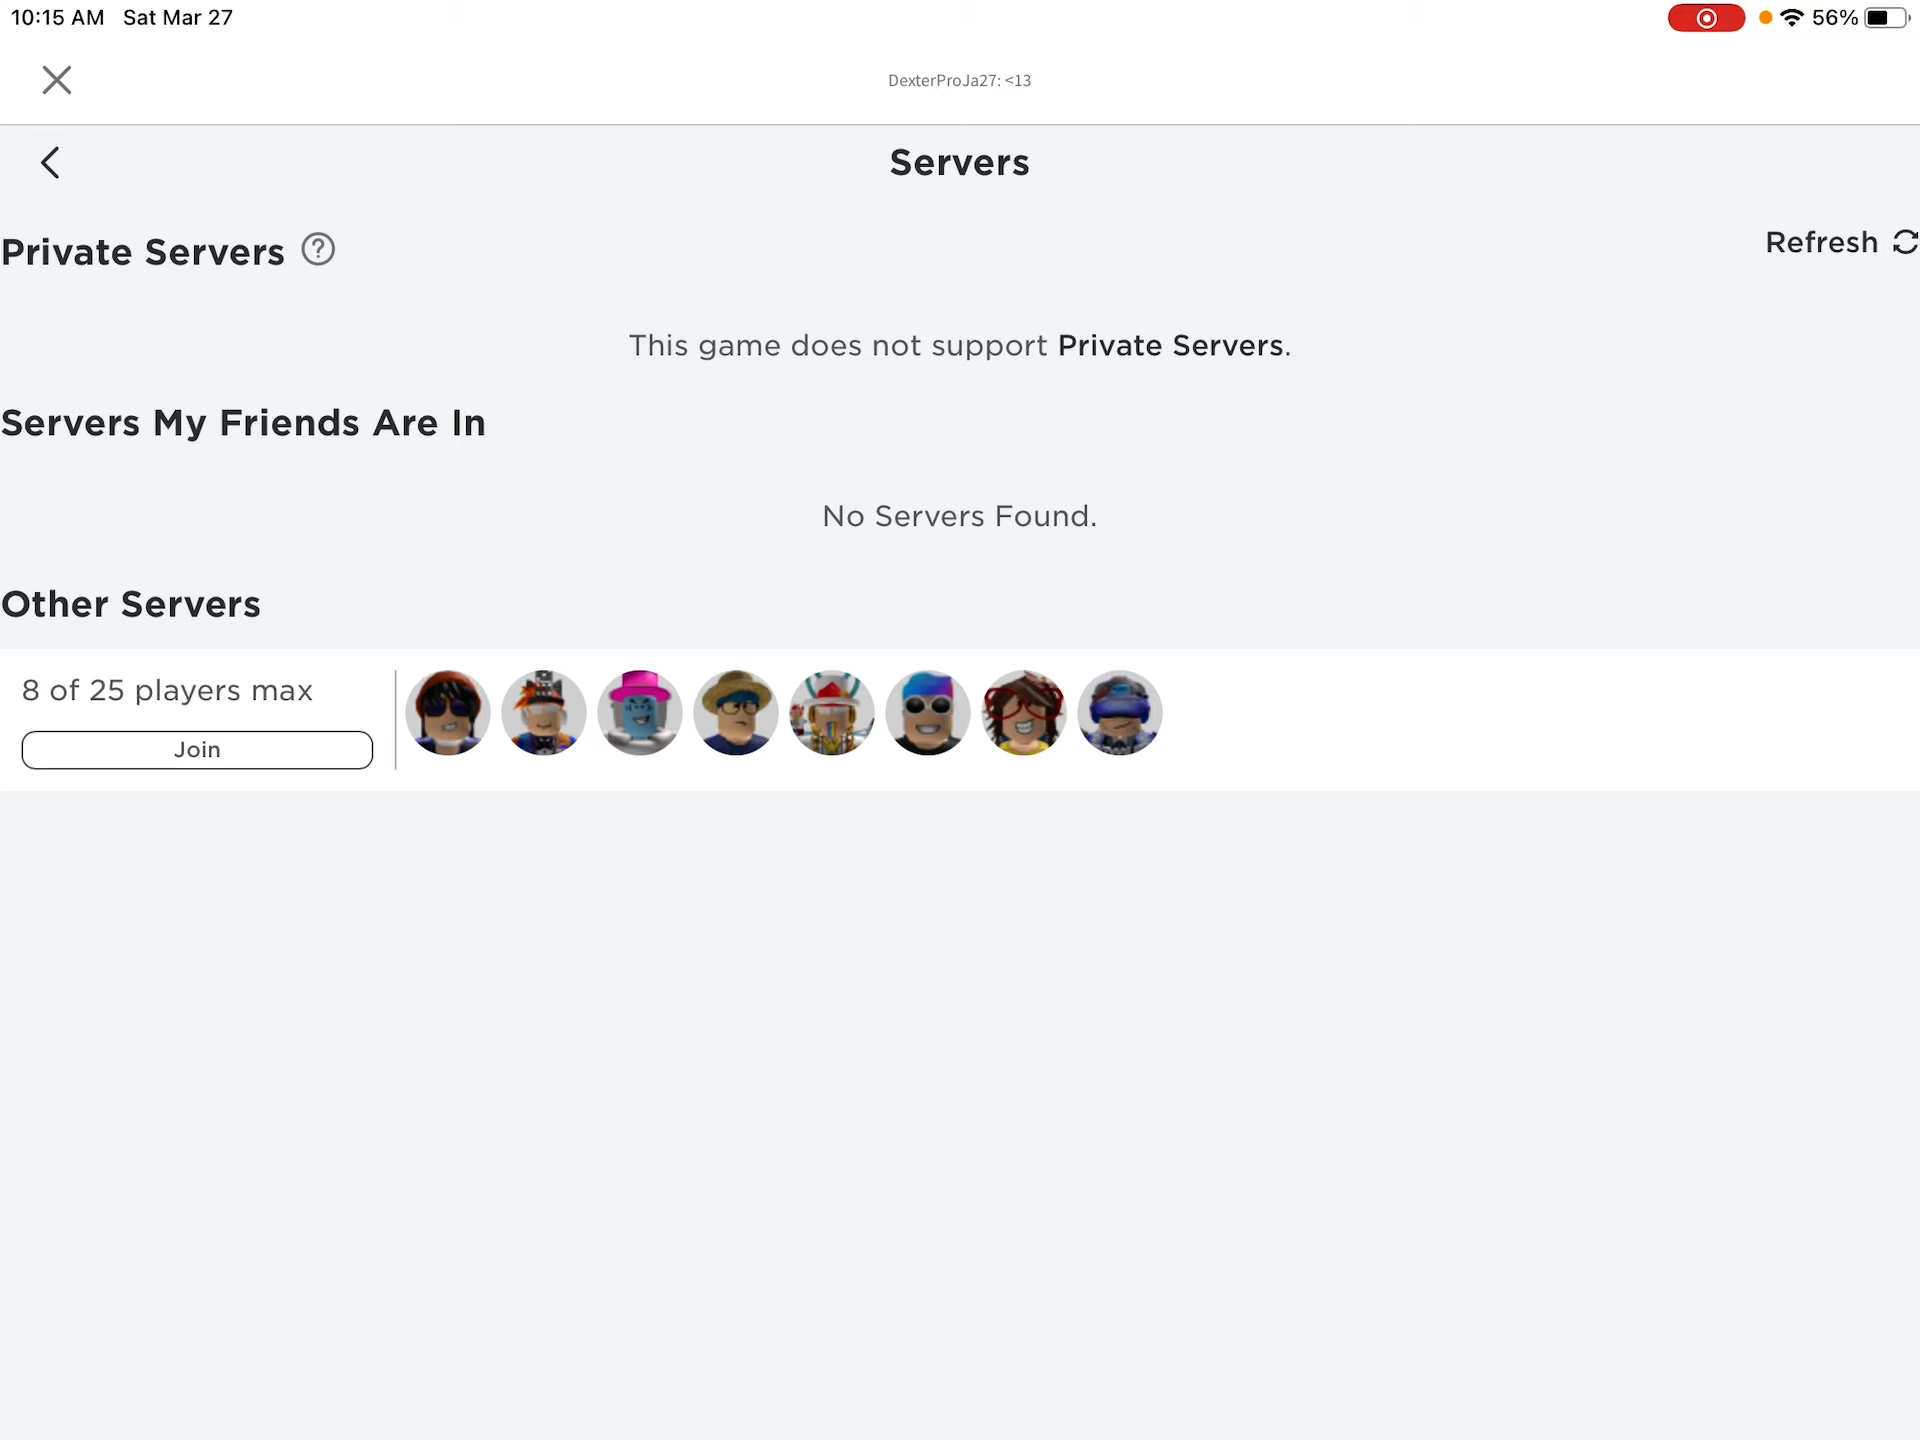 10:15 AM Sat Mar 27
56%
DexterProJa27: <13
Servers
Private Servers
Refresh
This game does not support Private Servers.
Servers My Friends Are In
No Servers Found.
Other Servers
8 of 25 players max
Join